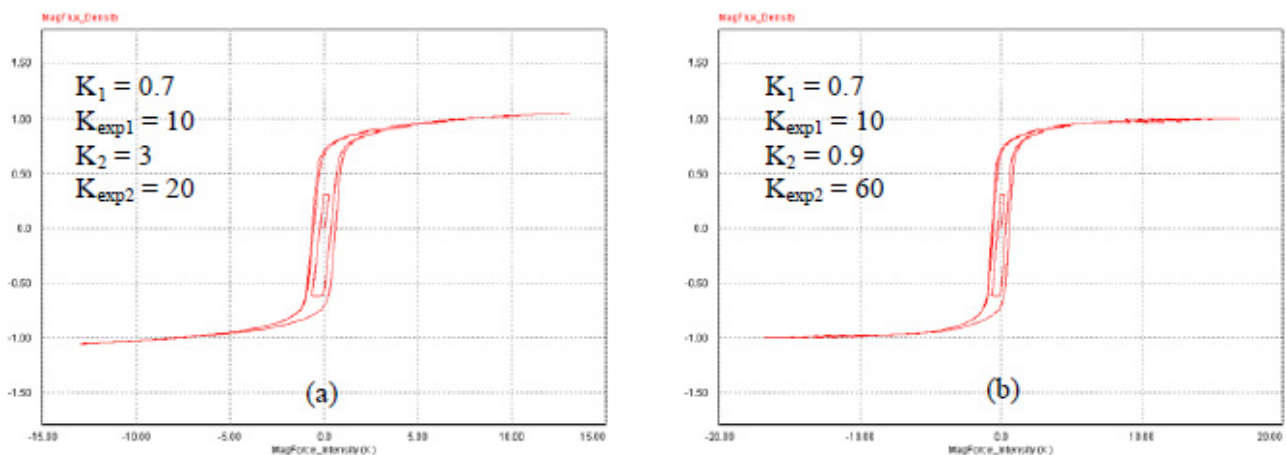 MagFlux_Density
1.50
1.00
0.50
0.0
-0.50
-1.00
-1.50
K1 = 0.7
Kexp1 = 10
K2 = 3
Kexp2 = 20
(a)
-15.00 -10.00 -5.00 0.0 5.00 10.00 15.00
MagForce_Intensity (K)
MagFlux_Density
1.50
1.00
0.50
0.0
-0.50
-1.00
-1.50
K1 = 0.7
Kexp1 = 10
K2 = 0.9
Kexp2 = 60
(b)
-20.00 -10.00 0.0 10.00 20.00
MagForce_Intensity (K)